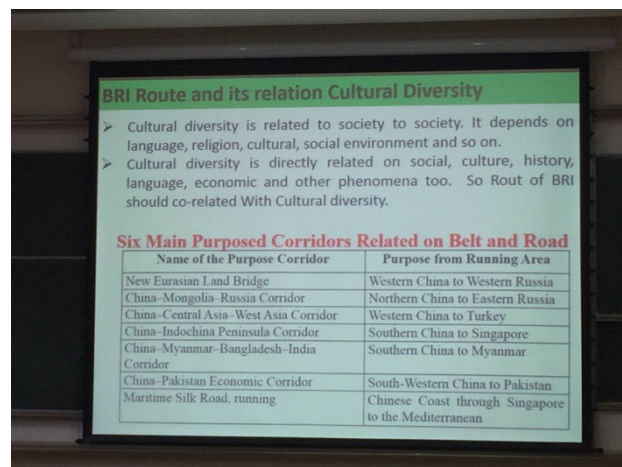 BRI Route and its relation Cultural Diversity
➢ Cultural diversity is related to society to society. It depends on
language, religion, cultural, social environment and so on.
➢ Cultural diversity is directly related on social, culture, history,
language, economic and other phenomena too. So Rout of BRI
should co-related With Cultural diversity.
Six Main Purposed Corridors Related on Belt and Road
Name of the Purpose Corridor Purpose from Running Area
New Eurasian Land Bridge Western China to Western Russia
China–Mongolia–Russia Corridor Northern China to Eastern Russia
China–Central Asia–West Asia Corridor Western China to Turkey
China–Indochina Peninsula Corridor Southern China to Singapore
China–Myanmar–Bangladesh–India Southern China to Myanmar
Corridor
China–Pakistan Economic Corridor South-Western China to Pakistan
Maritime Silk Road, running Chinese Coast through Singapore
to the Mediterranean